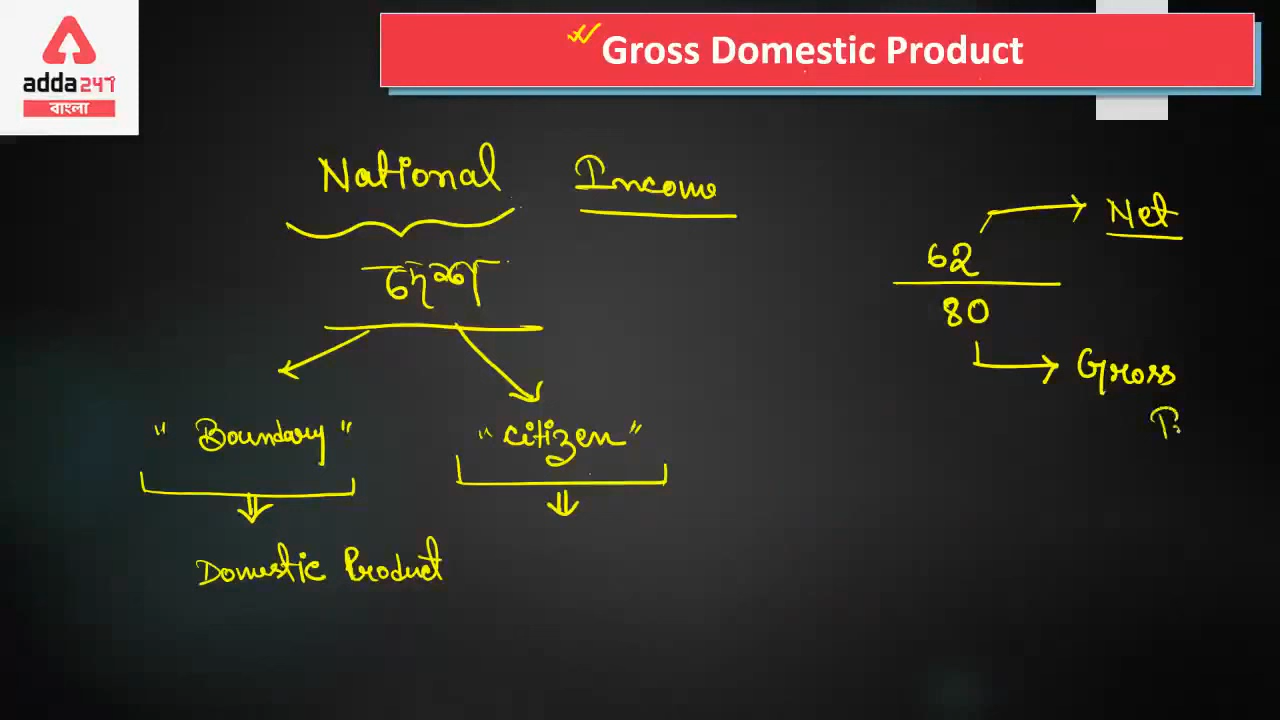 adda247
বাংলা
Gross Domestic Product
National Income
দেশের
"Boundary" "Citizen"
Domestic Product
Net
62
80
Gross